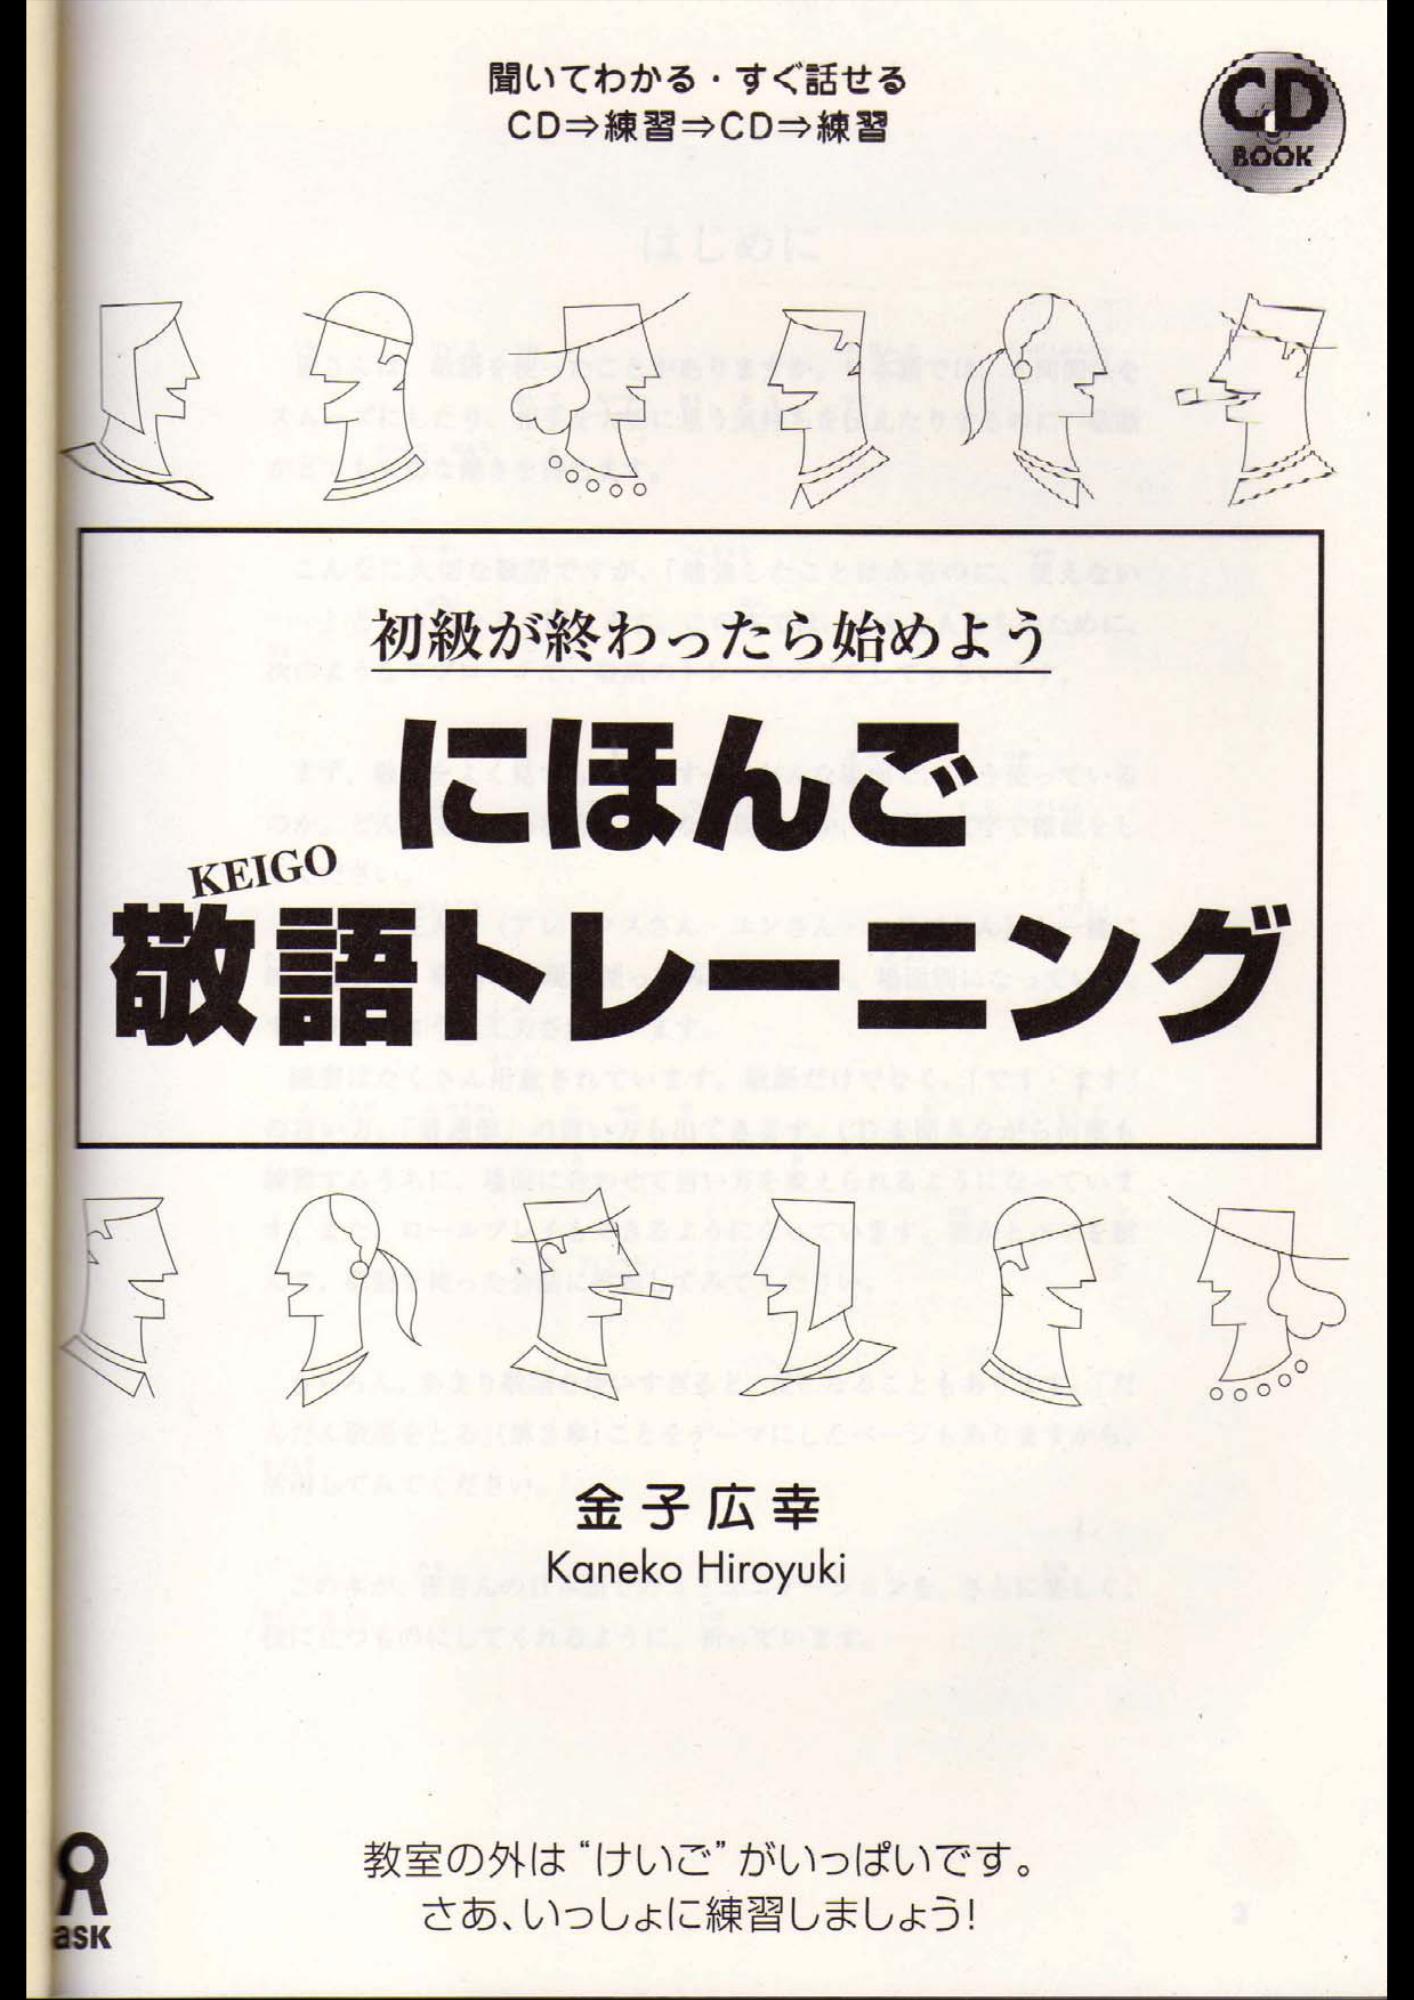 聞いてわかる・すぐ話せる
CD⇒練習⇒CD⇒練習
CD
BOOK
はじめに
初級が終わったら始めよう
にほんご
KEIGO
敬語トレーニング
金子広幸
Kaneko Hiroyuki
教室の外は“けいご”がいっぱいです。
さあ、いっしょに練習しましょう!
ask